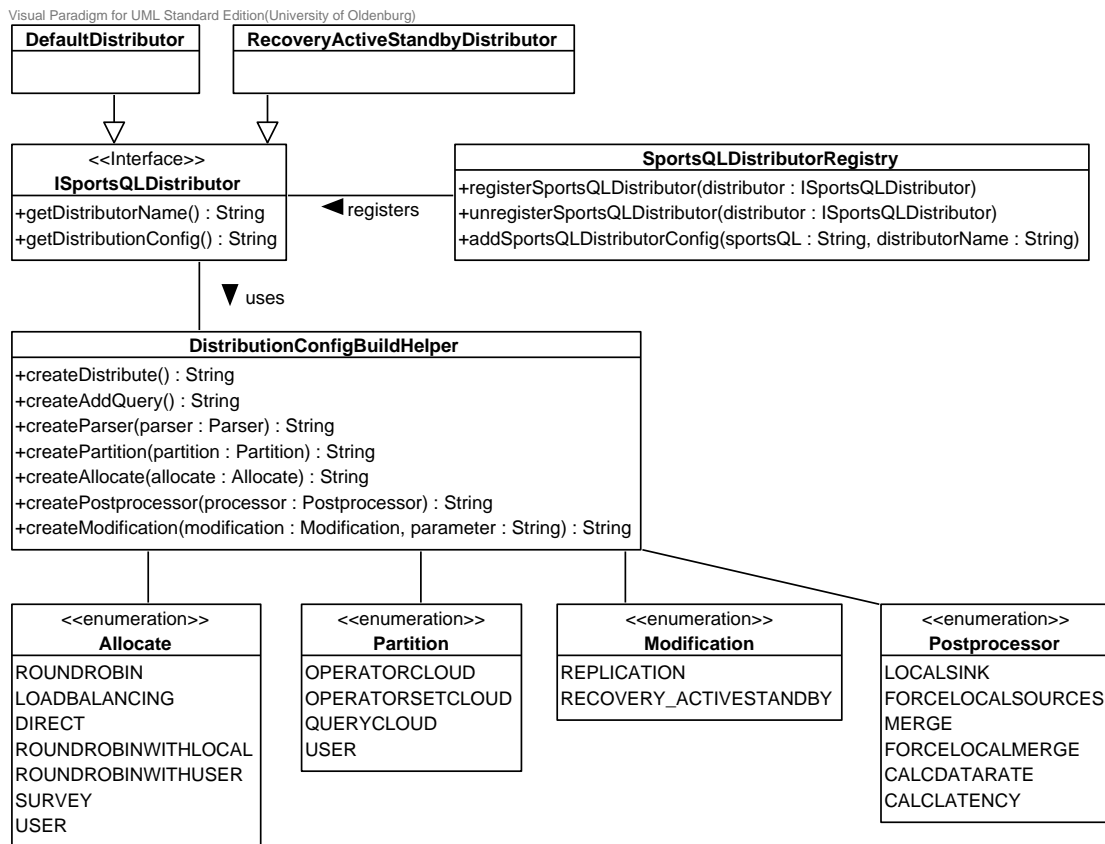 Visual Paradigm for UML Standard Edition(University of Oldenburg)
DefaultDistributor
RecoveryActiveStandbyDistributor
<<Interface>>
ISportsQLDistributor
+getDistributorName() : String
+getDistributionConfig() : String
registers
SportsQLDistributorRegistry
+registerSportsQLDistributor(distributor : ISportsQLDistributor)
+unregisterSportsQLDistributor(distributor : ISportsQLDistributor)
+addSportsQLDistributorConfig(sportsQL : String, distributorName : String)
uses
DistributionConfigBuildHelper
+createDistribute() : String
+createAddQuery() : String
+createParser(parser : Parser) : String
+createPartition(partition : Partition) : String
+createAllocate(allocate : Allocate) : String
+createPostprocessor(processor : Postprocessor) : String
+createModification(modification : Modification, parameter : String) : String
<<enumeration>>
Allocate
ROUNDROBIN
LOADBALANCING
DIRECT
ROUNDROBINWITHLOCAL
ROUNDROBINWITHUSER
SURVEY
USER
<<enumeration>>
Partition
OPERATORCLOUD
OPERATORSETCLOUD
QUERYCLOUD
USER
<<enumeration>>
Modification
REPLICATION
RECOVERY_ACTIVESTANDBY
<<enumeration>>
Postprocessor
LOCALSINK
FORCELOCALSOURCES
MERGE
FORCELOCALMERGE
CALCDATARATE
CALCLATENCY